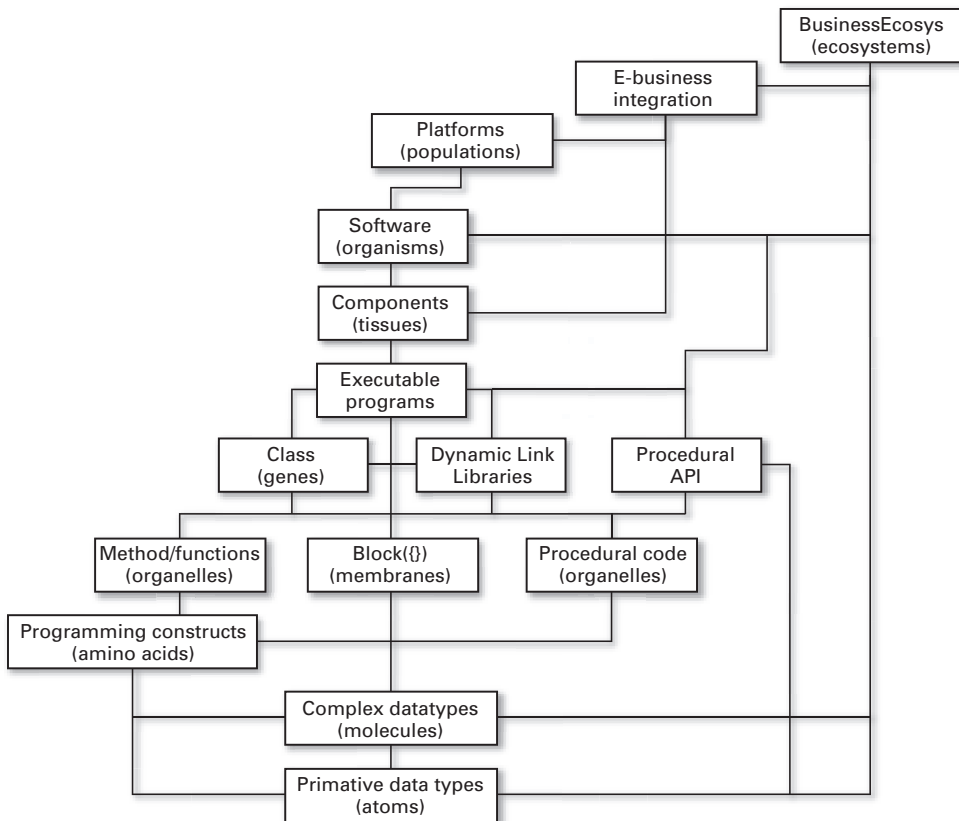 BusinessEcosys
(ecosystems)
E-business
integration
Platforms
(populations)
Software
(organisms)
Components
(tissues)
Executable
programs
Class
(genes)
Dynamic Link
Libraries
Procedural
API
Method/functions
(organelles)
Block({})
(membranes)
Procedural code
(organelles)
Programming constructs
(amino acids)
Complex datatypes
(molecules)
Primative data types
(atoms)